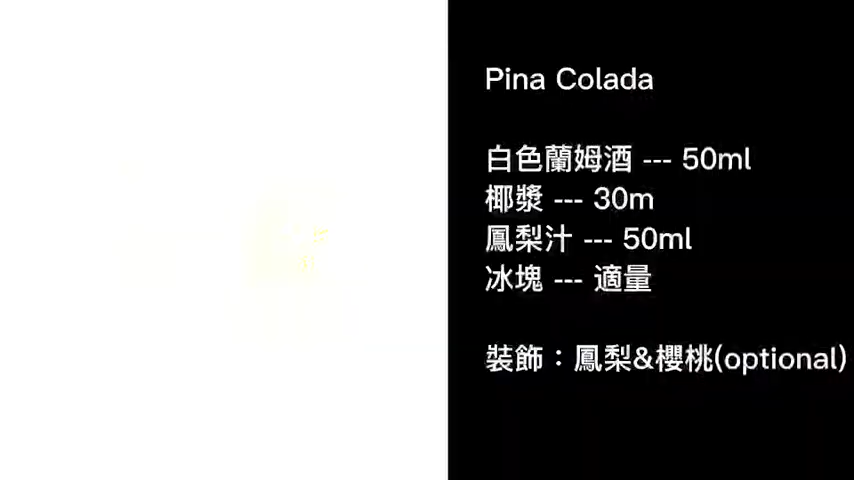 Pina Colada
白色蘭姆酒 --- 50ml
椰漿 --- 30m
鳳梨汁 --- 50ml
冰塊 --- 適量
裝飾：鳳梨&櫻桃(optional)